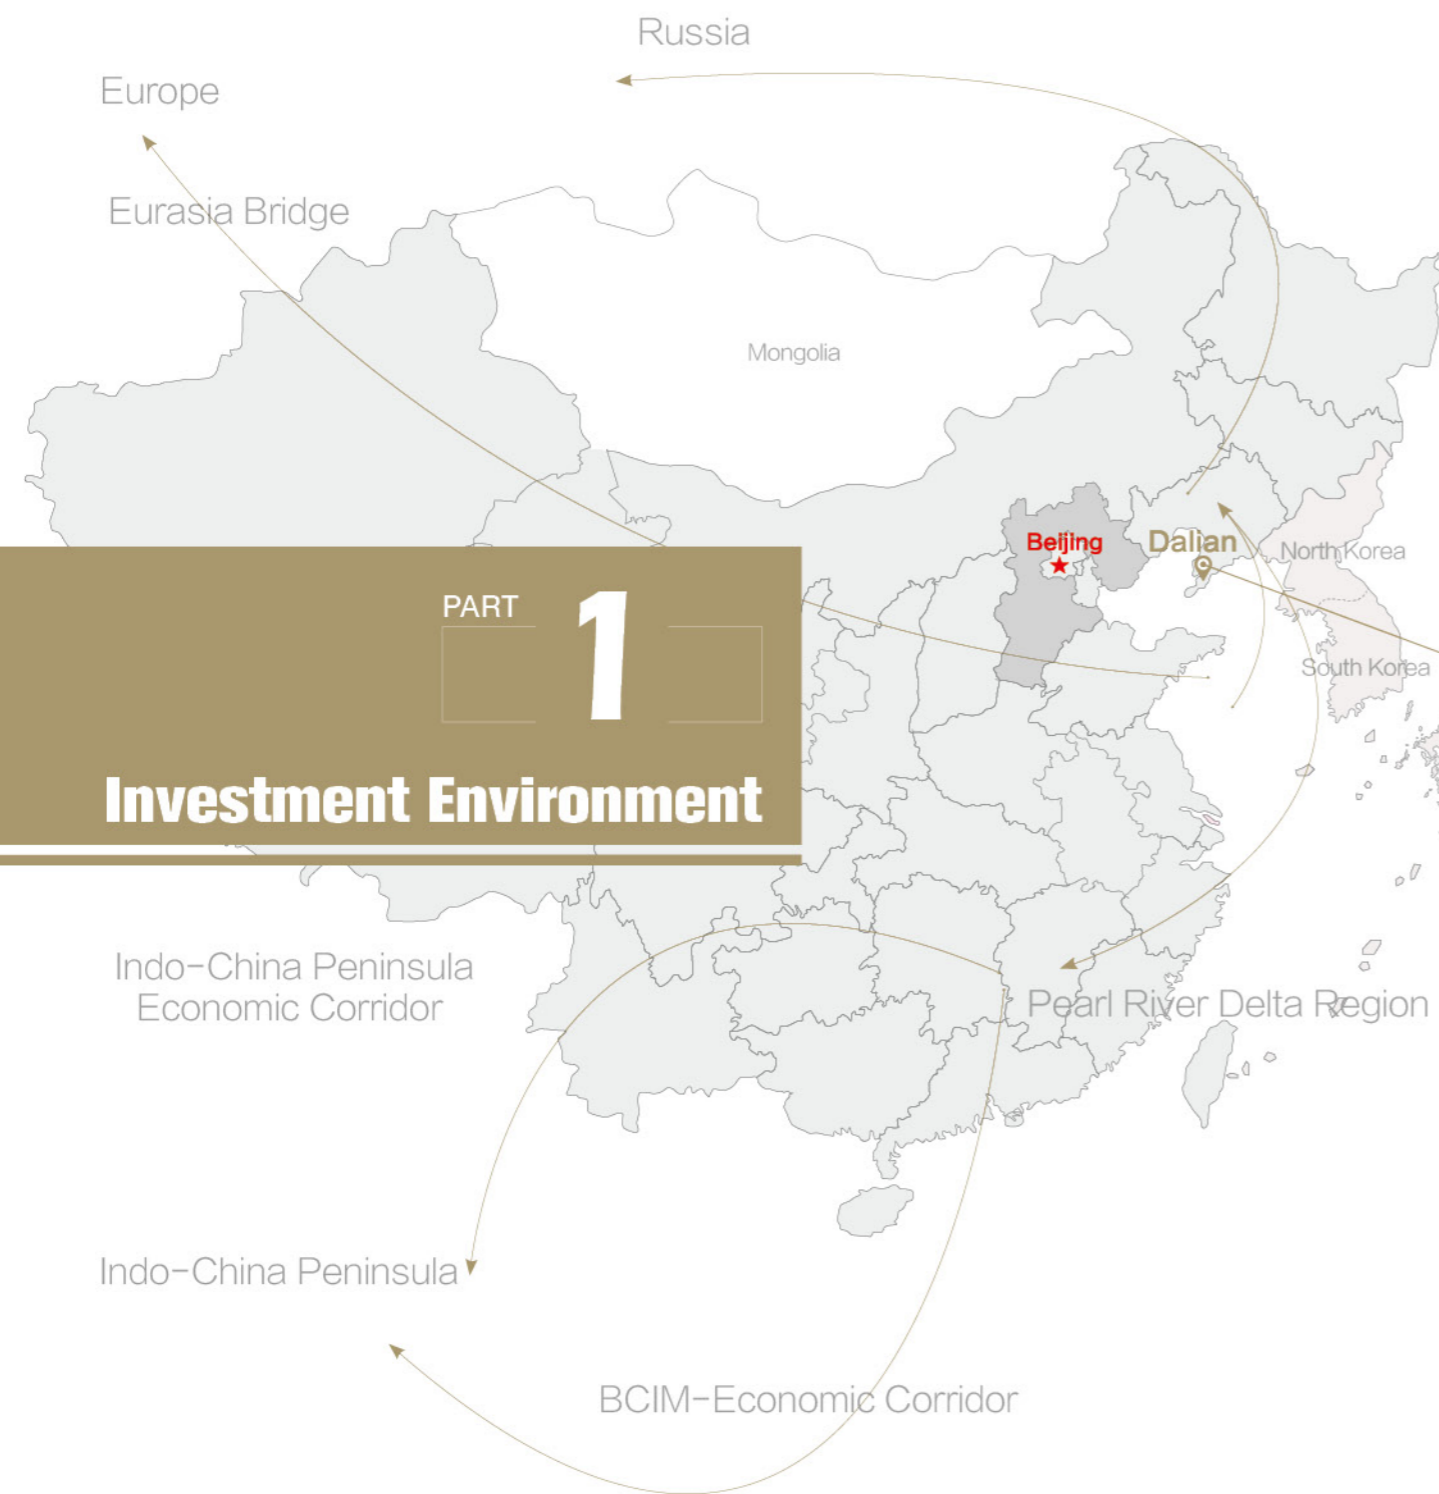 Russia
Europe
Eurasia Bridge
Mongolia
Beijing
Dalian
North Korea
PART 1
South Korea
Investment Environment
Indo-China Peninsula
Economic Corridor
Pearl River Delta Region
Indo-China Peninsula
BCIM-Economic Corridor